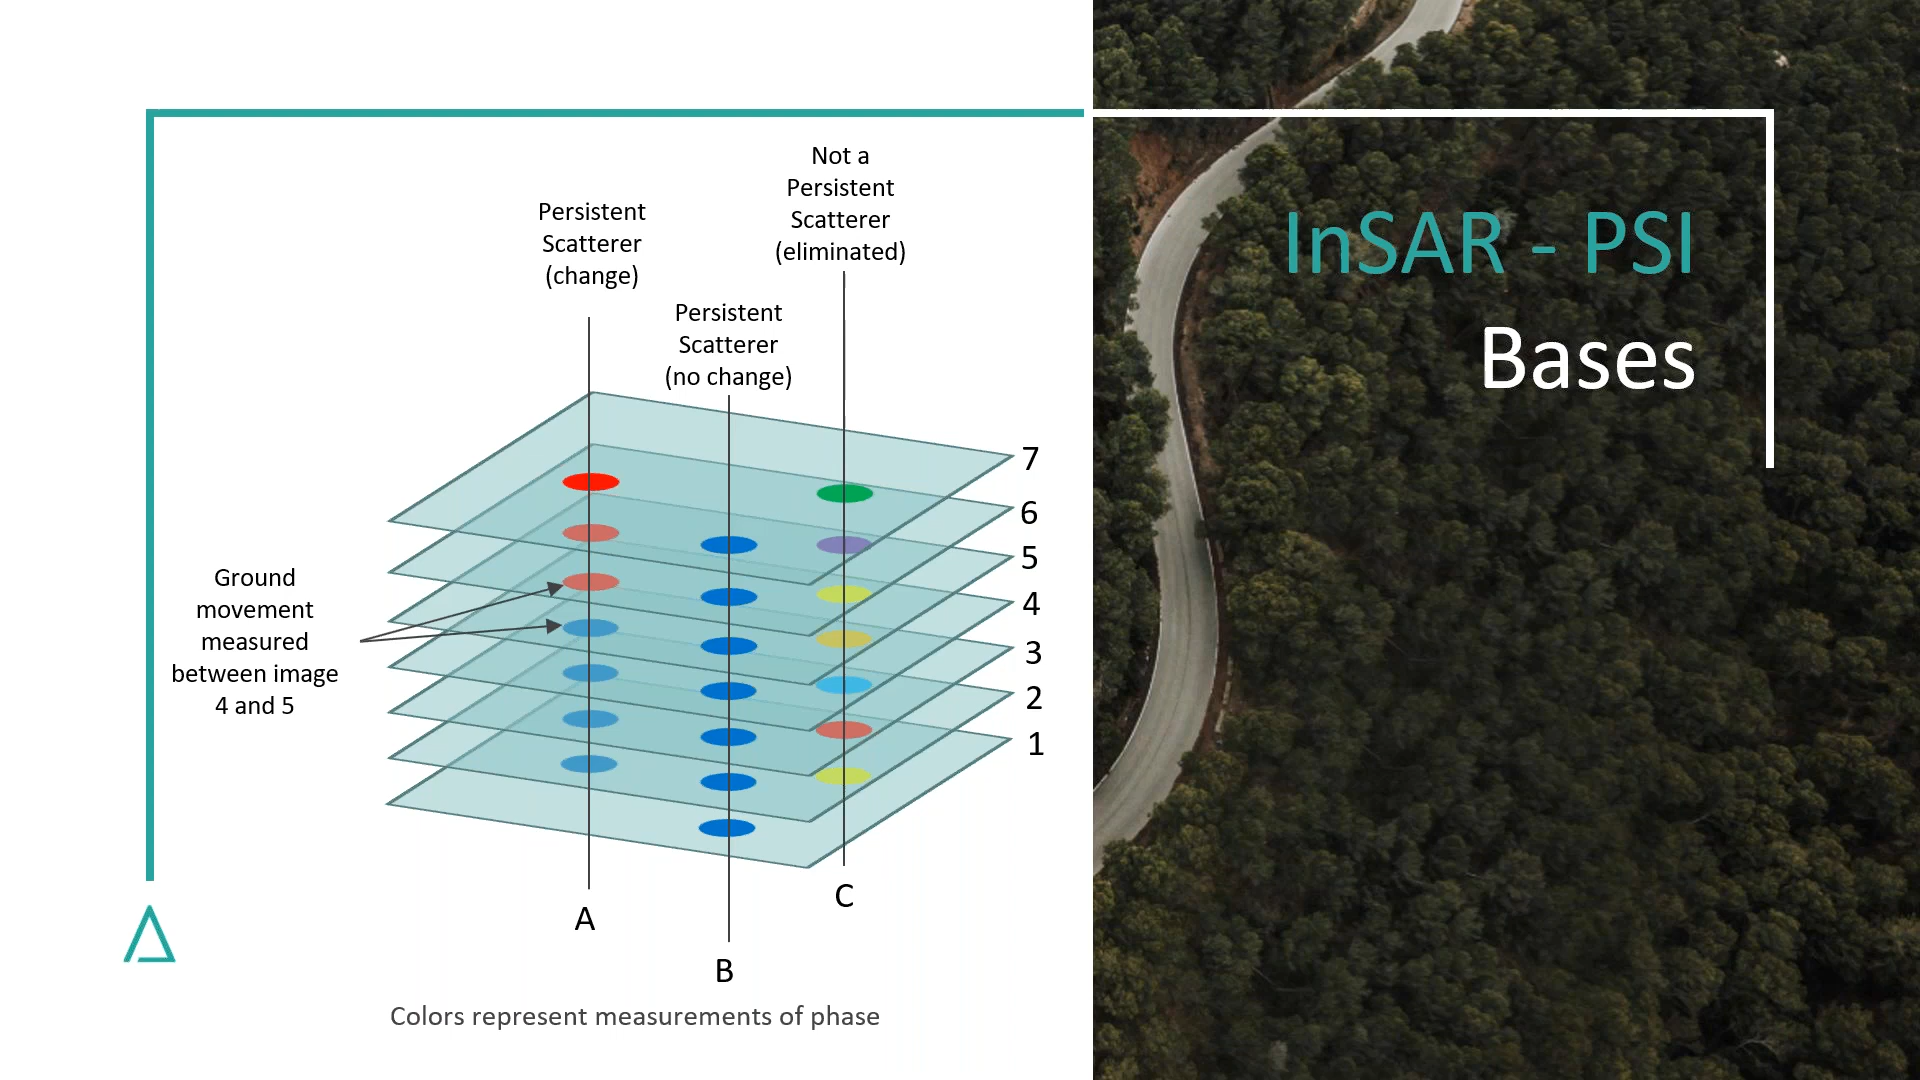 InSAR - PSI
Bases
Persistent
Scatterer
(change)
Persistent
Scatterer
(no change)
Not a
Persistent
Scatterer
(eliminated)
7
6
5
4
3
2
1
Ground
movement
measured
between image
4 and 5
A
B
C
Colors represent measurements of phase